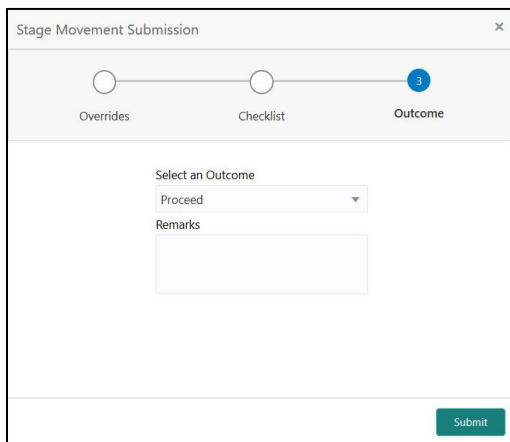 Stage Movement Submission ×
3
Overrides Checklist Outcome
Select an Outcome
Proceed
Remarks
Submit